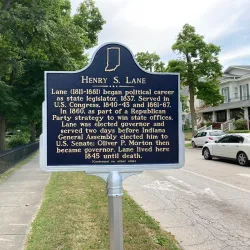 HENRY S. LANE
Lane (1811-1881) began political career
as state legislator, 1837. Served in
U.S. Congress, 1840-43 and 1861-67.
In 1860, as part of a Republican
Party strategy to win state offices,
Lane was elected governor and
served two days before Indiana
General Assembly elected him to
U.S. Senate; Oliver P. Morton then
became governor. Lane lived here
1845 until death.